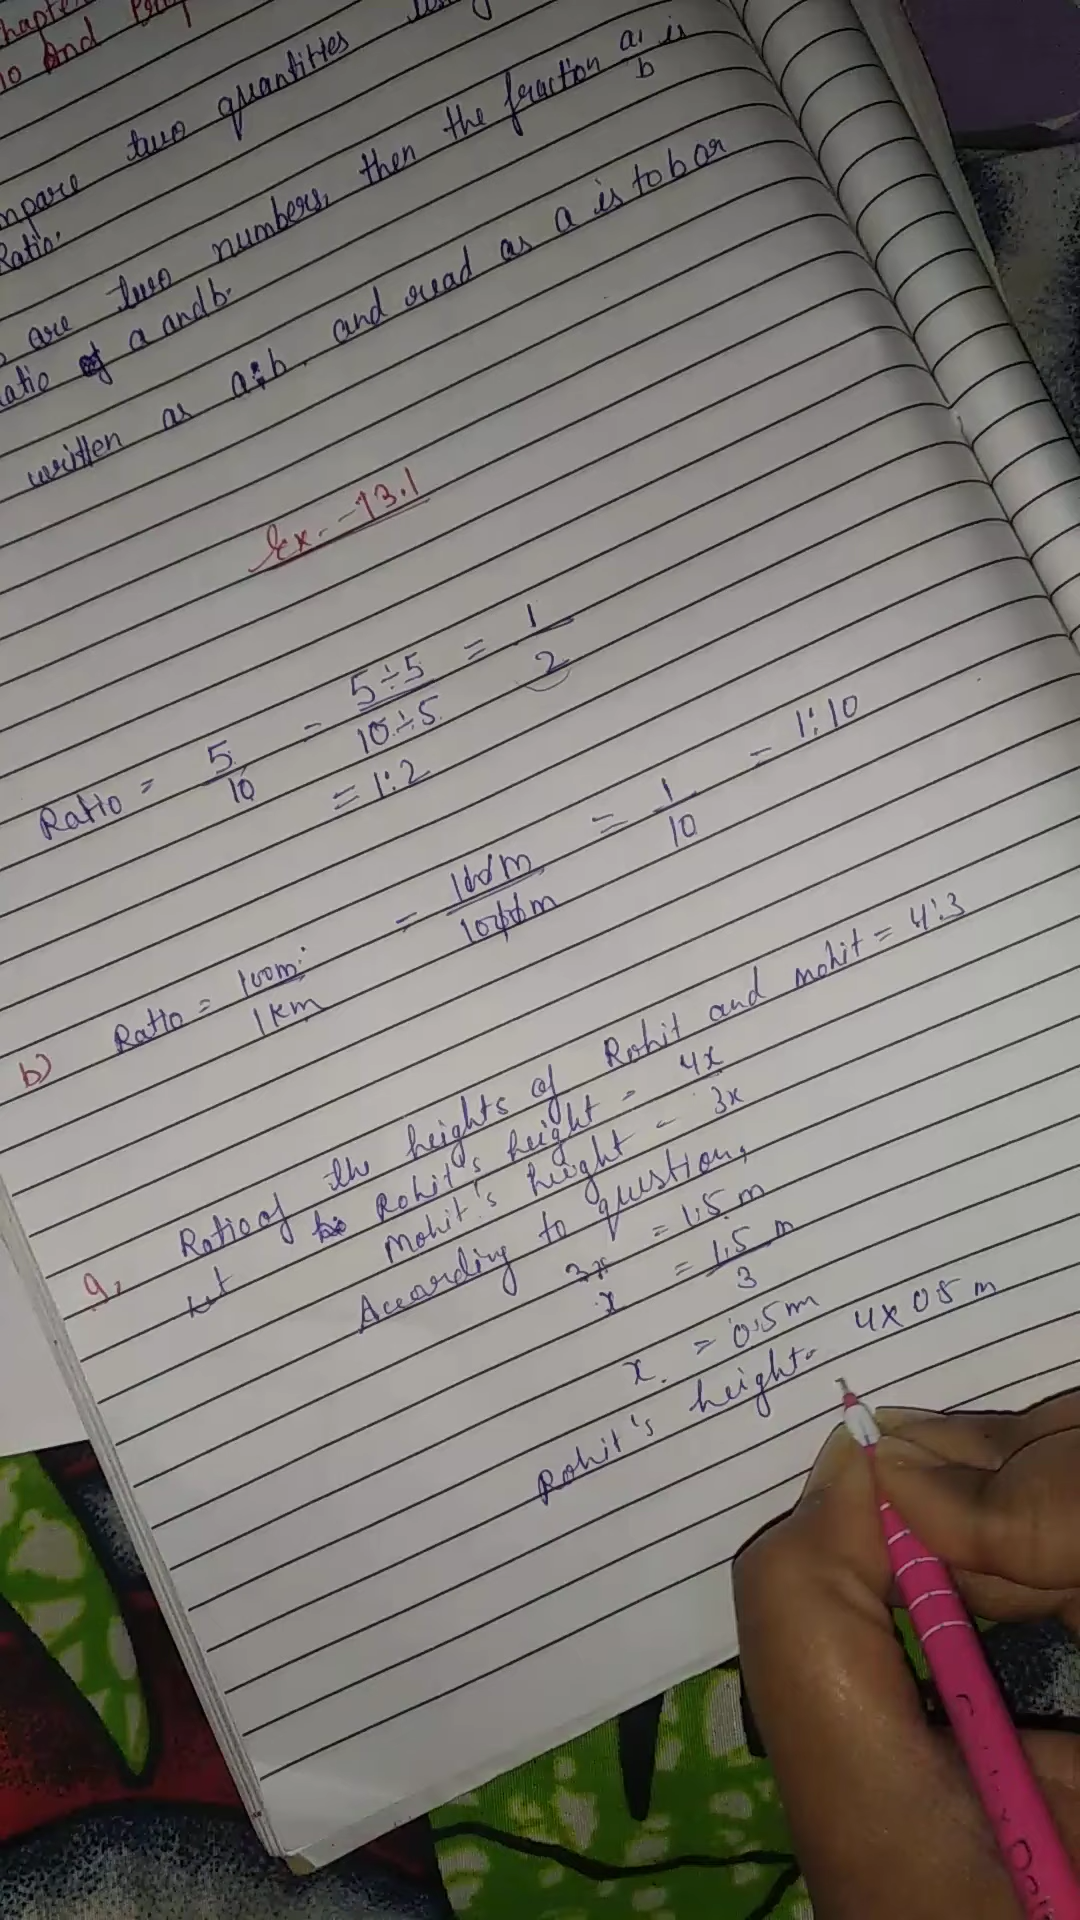 And
two quantities
Ratio.
are two numbers, then the fraction a/b is
ratio of a and b.
written as a:b. and read as a is to b or
Ex.-13.1
Ratio = 5/10 = 5÷5/10÷5 = 1/2
= 1:2
b) Ratio = 100m/1km = 100m/1000m = 1/10 = 1:10
9, Ratio of the heights of Rohit and mohit = 4:3
Let Rohit's height = 4x
Mohit's height = 3x
According to question,
3x = 1.5 m
x = 1.5/3 m
x = 0.5m
Rohit's height = 4 x 0.5 m